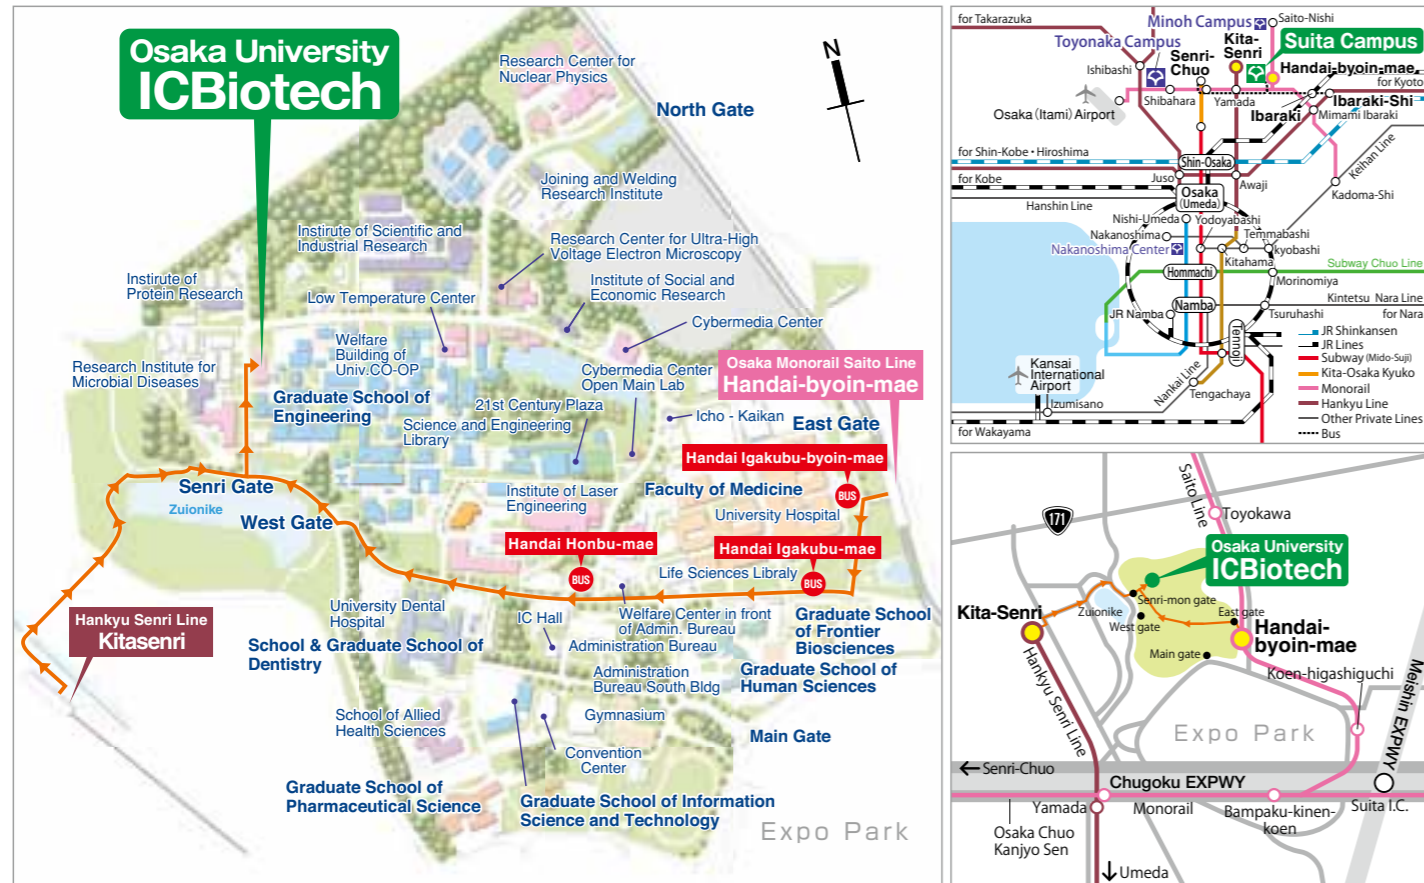 Osaka University
ICBiotech
Research Center for
Nuclear Physics
North Gate
N
Joining and Welding
Research Institute
Instirute of Scientific and
Industrial Research
Research Center for Ultra-High
Voltage Electron Microscopy
Instirute of
Protein Research
Low Temperature Center
Institute of Social and
Economic Research
Cybermedia Center
Welfare
Building of
Univ.CO-OP
Research Institute for
Microbial Diseases
Cybermedia Center
Open Main Lab
Osaka Monorail Saito Line
Handai-byoin-mae
Graduate School of
Engineering
21st Century Plaza
Science and Engineering
Library
Icho - Kaikan
East Gate
Handai Igakubu-byoin-mae
BUS
Senri Gate
Zuionike
West Gate
Institute of Laser
Engineering
Faculty of Medicine
University Hospital
Handai Honbu-mae
BUS
Handai Igakubu-mae
BUS
Life Sciences Libraly
Hankyu Senri Line
Kitasenri
University Dental
Hospital
School & Graduate School of
Dentistry
IC Hall
Welfare Center in front
of Admin. Bureau
Administration Bureau
Graduate School
of Frontier
Biosciences
Administration
Bureau South Bldg
Graduate School of
Human Sciences
School of Allied
Health Sciences
Gymnasium
Main Gate
Convention
Center
Graduate School of
Pharmaceutical Science
Graduate School of Information
Science and Technology
Expo Park
for Takarazuka
Minoh Campus
Saito-Nishi
Toyonaka Campus
Kita-
Senri
Suita Campus
Senri-
Chuo
Handai-byoin-mae
Ishibashi
for Kyoto
Shibahara
Yamada
Ibaraki-Shi
Osaka (Itami) Airport
Ibaraki
Mimami Ibaraki
for Shin-Kobe・Hiroshima
Shin-Osaka
Keihan Line
for Kobe
Juso
Awaji
Kadoma-Shi
Osaka
(Umeda)
Hanshin Line
Nishi-Umeda
Yodoyabashi
Nakanoshima
Temmabashi
Nakanoshima Center
Kitahama
kyobashi
Hommachi
Subway Chuo Line
Morinomiya
Namba
Kintetsu Nara Line
JR Namba
Tsuruhashi
for Nara
Tennoji
Kansai
International
Airport
Nankai Line
Tengachaya
Izumisano
for Wakayama
JR Shinkansen
JR Lines
Subway (Mido-Suji)
Kita-Osaka Kyuko
Monorail
Hankyu Line
Other Private Lines
Bus
Saito Line
171
Toyokawa
Osaka University
ICBiotech
Kita-Senri
Zuionike
Senri-mon gate
West gate
East gate
Main gate
Handai-
byoin-mae
Koen-higashiguchi
Hankyu Senri Line
Meishin EXPWY
Expo Park
Senri-Chuo
Chugoku EXPWY
Yamada
Monorail
Bampaku-kinen-
koen
Suita I.C.
Osaka Chuo
Kanjyo Sen
Umeda